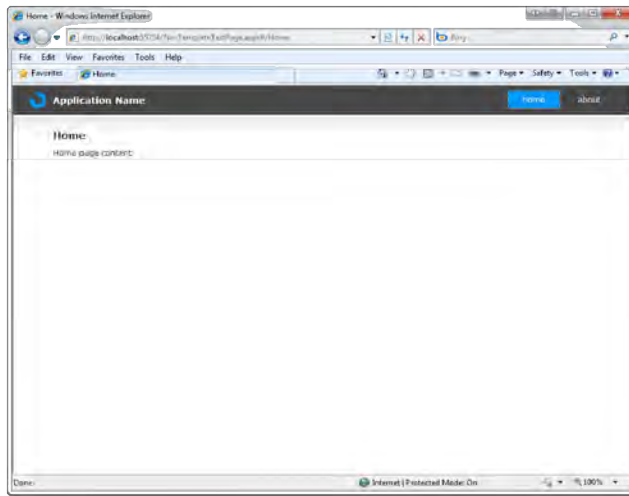 Home - Windows Internet Explorer
File Edit View Favorites Tools Help
Favorites Home Page Safety Tools
Application Name home about
Home
Home page content
Done Internet | Protected Mode: On 100%